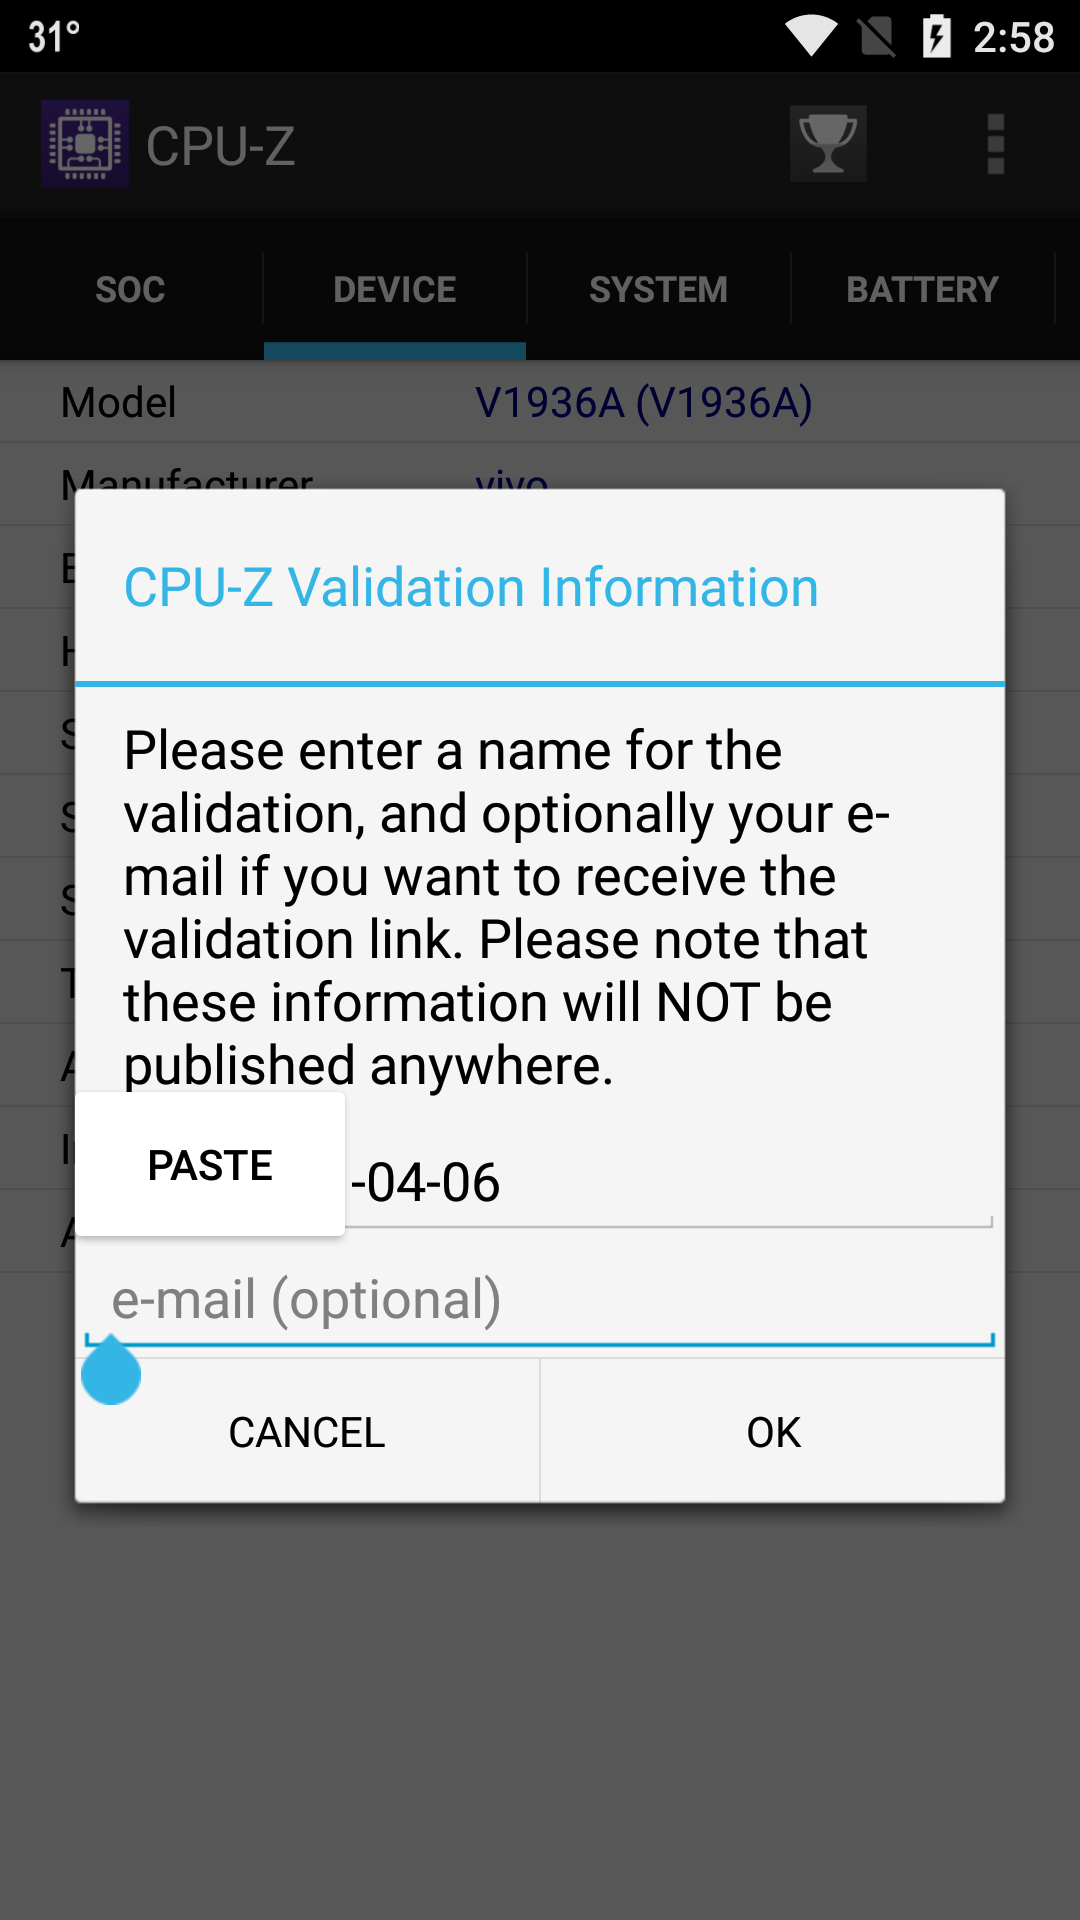 31°
2:58
CPU-Z
SOC
DEVICE
SYSTEM
BATTERY
Model
V1936A (V1936A)
Manufacturer
vivo
CPU-Z Validation Information
Please enter a name for the
validation, and optionally your e-
mail if you want to receive the
validation link. Please note that
these information will NOT be
published anywhere.
PASTE
-04-06
e-mail (optional)
CANCEL
OK